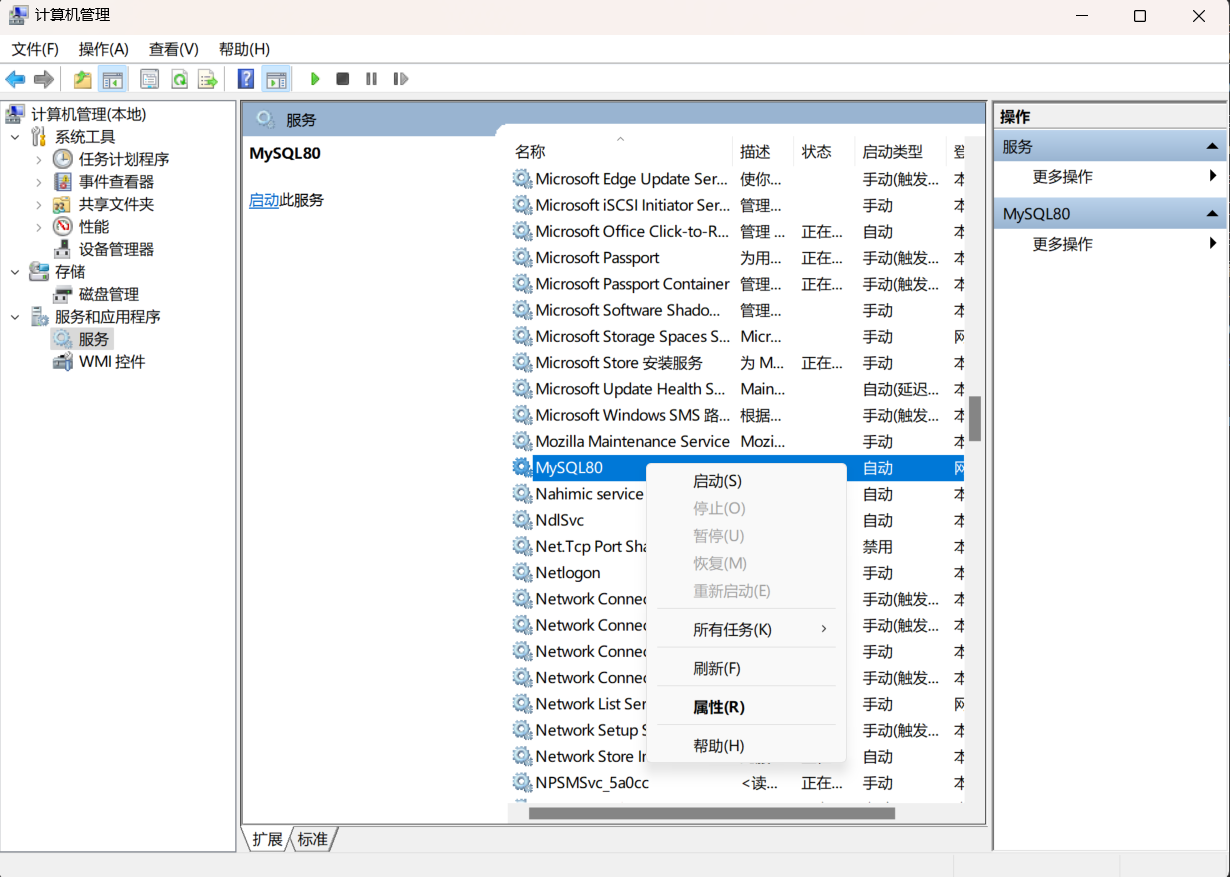 计算机管理
文件(F) 操作(A) 查看(V) 帮助(H)
计算机管理(本地)
系统工具
任务计划程序
事件查看器
共享文件夹
性能
设备管理器
存储
磁盘管理
服务和应用程序
服务
WMI 控件
服务
MySQL80
启动此服务
名称 描述 状态 启动类型 登
Microsoft Edge Update Ser... 使你... 手动(触发... 本
Microsoft iSCSI Initiator Ser... 管理... 手动 本
Microsoft Office Click-to-R... 管理 ... 正在... 自动 本
Microsoft Passport 为用... 正在... 手动(触发... 本
Microsoft Passport Container 管理... 正在... 手动(触发... 本
Microsoft Software Shado... 管理... 手动 本
Microsoft Storage Spaces S... Micr... 手动 网
Microsoft Store 安装服务 为 M... 正在... 手动 本
Microsoft Update Health S... Main... 自动(延迟... 本
Microsoft Windows SMS 路... 根据... 手动(触发... 本
Mozilla Maintenance Service Mozi... 手动 本
MySQL80 自动 网
Nahimic service 自动 本
NdlSvc 自动 本
Net.Tcp Port Sha 禁用 本
Netlogon 手动 本
Network Connec 手动(触发... 本
Network Connec 手动(触发... 本
Network Connec 手动 本
Network Connec 手动(触发... 本
Network List Ser 手动 网
Network Setup S 手动(触发... 本
Network Store In 自动 本
NPSMSvc_5a0cc <读... 正在... 手动 本
启动(S)
停止(O)
暂停(U)
恢复(M)
重新启动(E)
所有任务(K)
刷新(F)
属性(R)
帮助(H)
扩展 标准
操作
服务
更多操作
MySQL80
更多操作